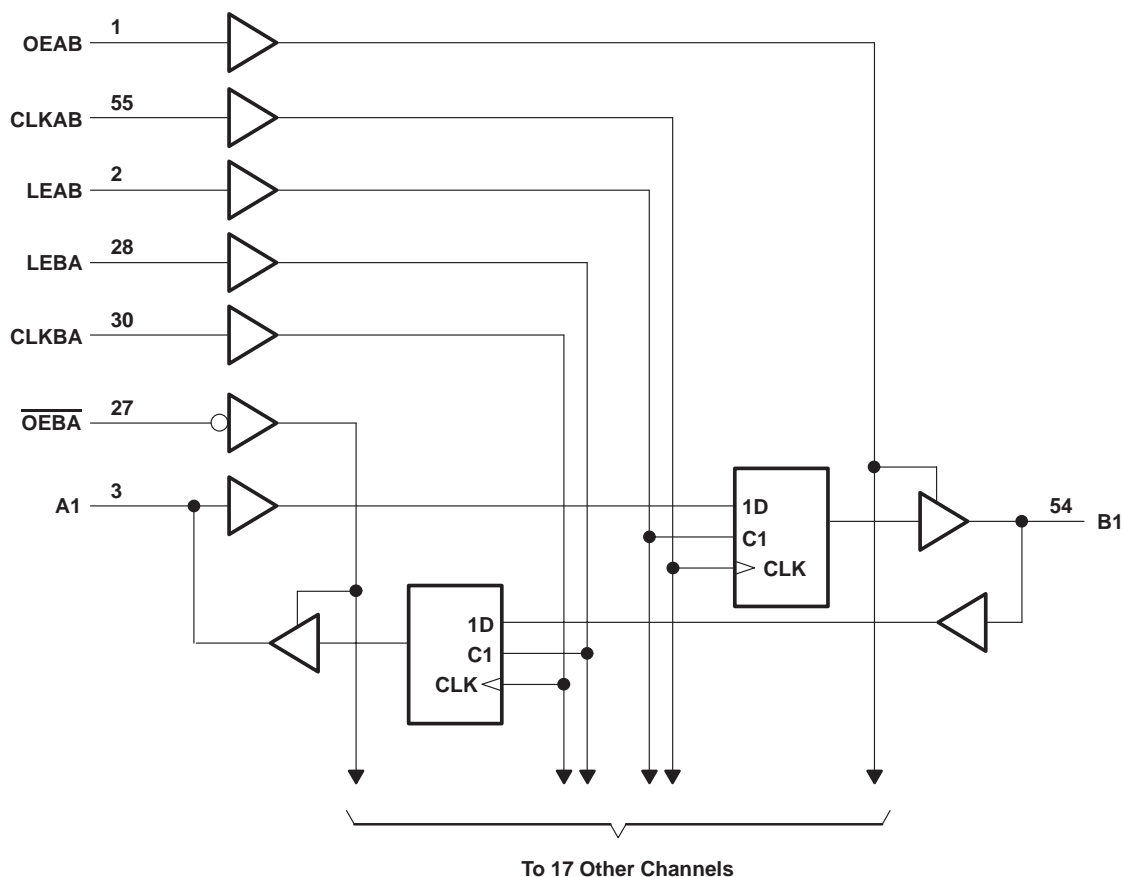 OEAB 1
CLKAB 55
LEAB 2
LEBA 28
CLKBA 30
OEBA 27
A1 3
1D
C1
CLK
54 B1
1D
C1
CLK
To 17 Other Channels